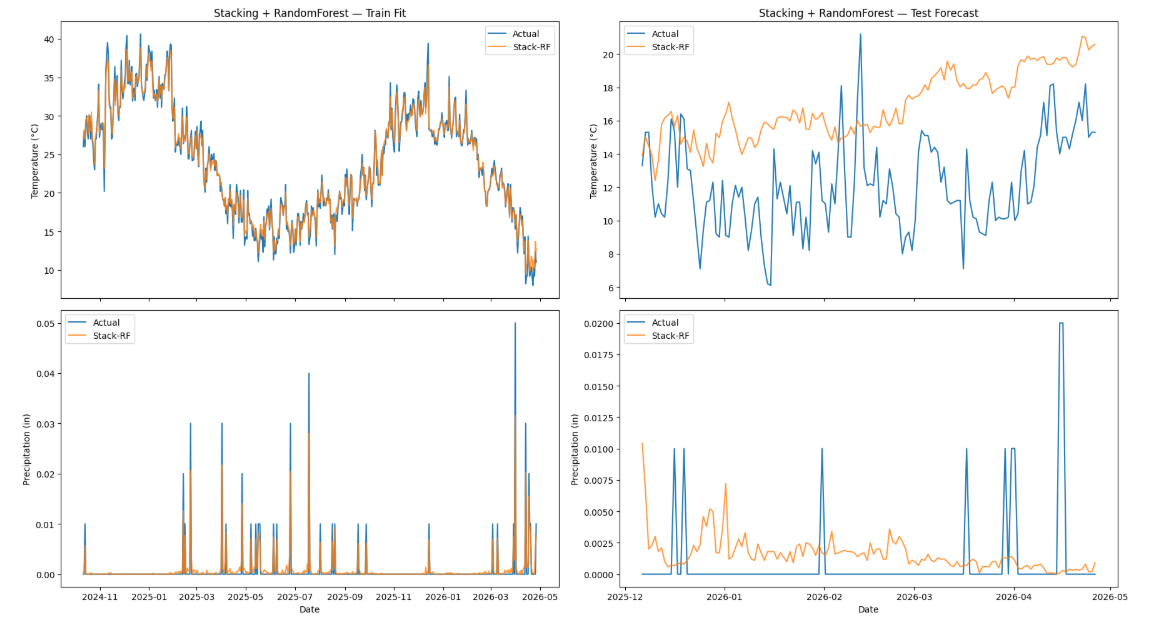 Stacking + RandomForest — Train Fit
Actual
Stack-RF
Temperature (°C)
40
35
30
25
20
15
10
Stacking + RandomForest — Test Forecast
Actual
Stack-RF
Temperature (°C)
20
18
16
14
12
10
8
6
Actual
Stack-RF
Precipitation (in)
0.05
0.04
0.03
0.02
0.01
0.00
2024-11 2025-01 2025-03 2025-05 2025-07 2025-09 2025-11 2026-01 2026-03 2026-05
Date
Actual
Stack-RF
Precipitation (in)
0.0200
0.0175
0.0150
0.0125
0.0100
0.0075
0.0050
0.0025
0.0000
2025-12 2026-01 2026-02 2026-03 2026-04 2026-05
Date